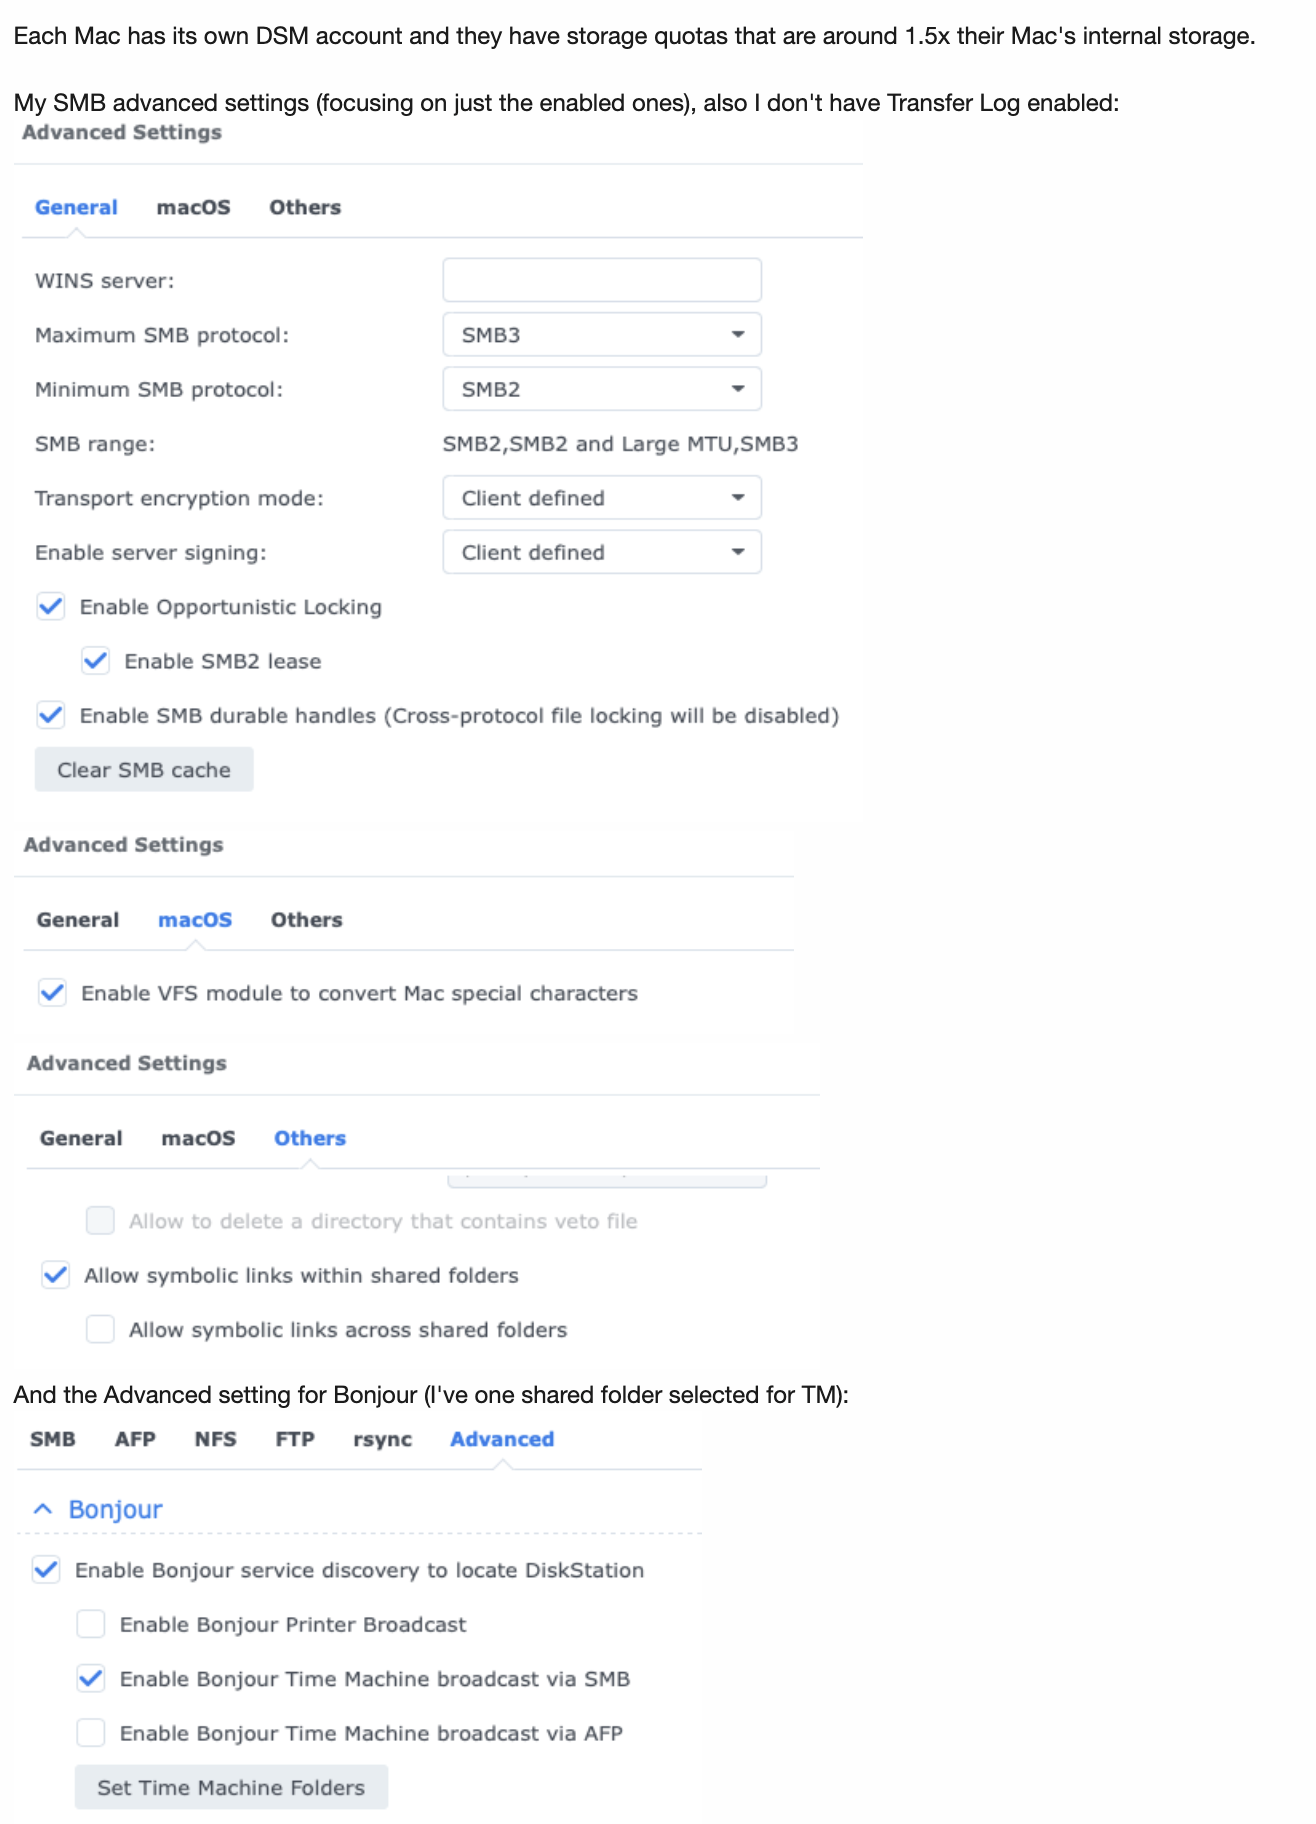 Each Mac has its own DSM account and they have storage quotas that are around 1.5x their Mac's internal storage.
My SMB advanced settings (focusing on just the enabled ones), also I don't have Transfer Log enabled:
Advanced Settings
General macOS Others
WINS server:
Maximum SMB protocol: SMB3
Minimum SMB protocol: SMB2
SMB range: SMB2,SMB2 and Large MTU,SMB3
Transport encryption mode: Client defined
Enable server signing: Client defined
Enable Opportunistic Locking
Enable SMB2 lease
Enable SMB durable handles (Cross-protocol file locking will be disabled)
Clear SMB cache
Advanced Settings
General macOS Others
Enable VFS module to convert Mac special characters
Advanced Settings
General macOS Others
Allow to delete a directory that contains veto file
Allow symbolic links within shared folders
Allow symbolic links across shared folders
And the Advanced setting for Bonjour (I've one shared folder selected for TM):
SMB AFP NFS FTP rsync Advanced
Bonjour
Enable Bonjour service discovery to locate DiskStation
Enable Bonjour Printer Broadcast
Enable Bonjour Time Machine broadcast via SMB
Enable Bonjour Time Machine broadcast via AFP
Set Time Machine Folders